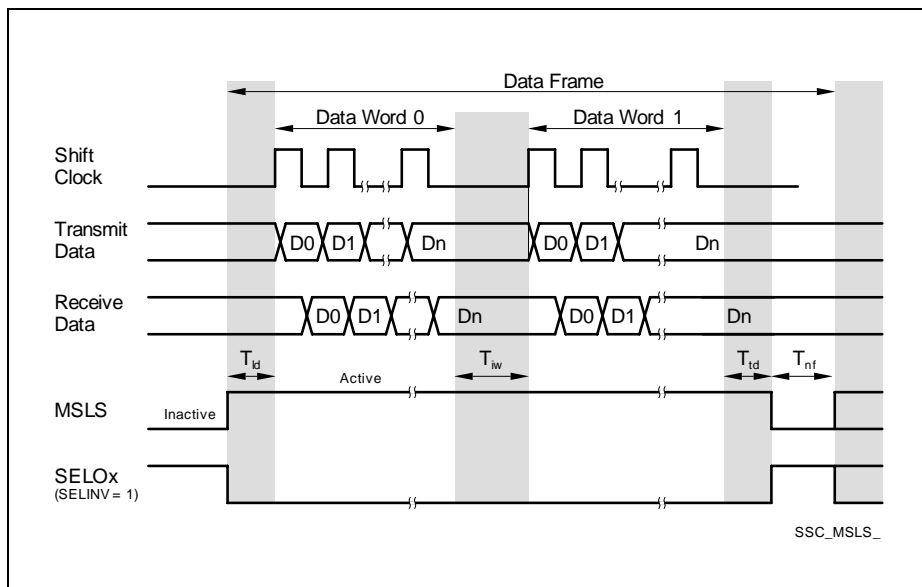 Data Frame
Data Word 0
Data Word 1
Shift
Clock
Transmit
Data
D0 D1 Dn D0 D1 Dn
Receive
Data
D0 D1 Dn D0 D1 Dn
Tld Tiw Ttd Tnf
Active
MSLS
Inactive
SELOx
(SELINV = 1)
SSC_MSLS_